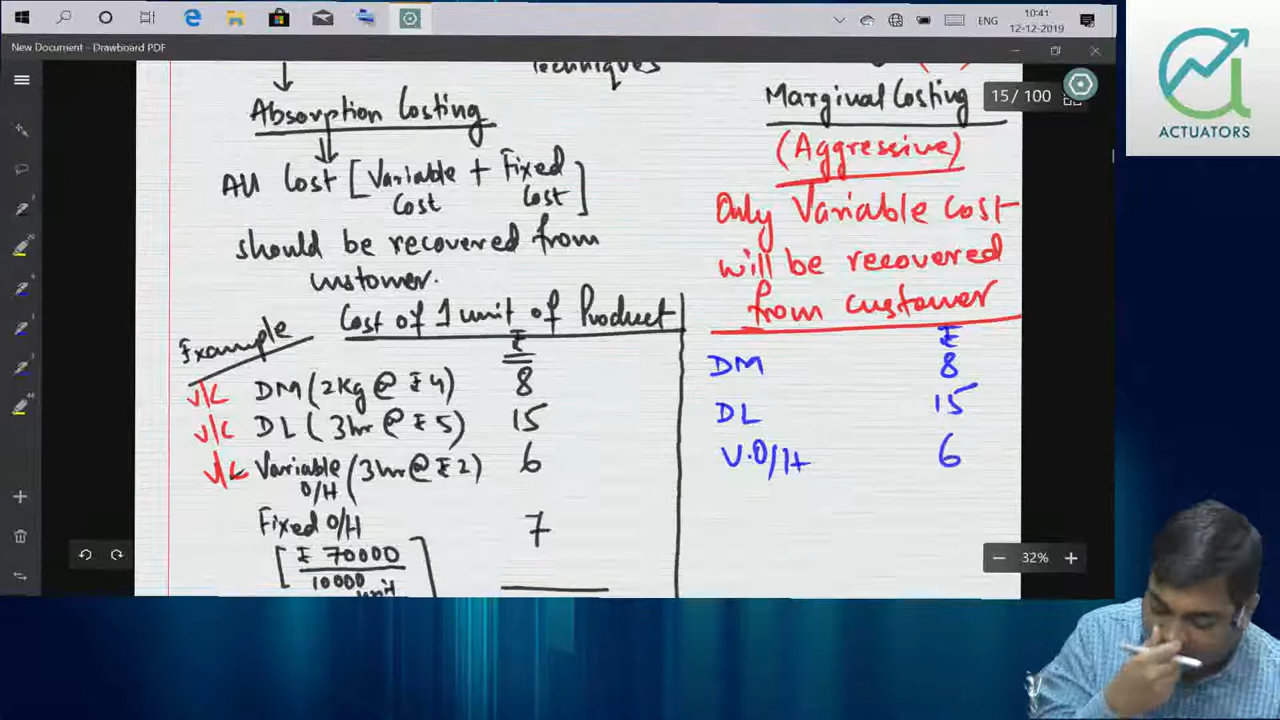 ENG
10:41
12-12-2019
New Document - Drawboard PDF
Techniques
Absorption Costing
All Cost [Variable Cost + Fixed Cost]
should be recovered from
customer.
Example
Cost of 1 unit of Product
₹
V/C DM (2Kg @ ₹4) 8
V/C DL (3hr @ ₹5) 15
V/C Variable O/H (3hr @ ₹2) 6
Fixed O/H 7
[₹ 70000
10000 unit]
Marginal Costing
(Aggressive)
Only Variable Cost
will be recovered
from customer
₹
DM 8
DL 15
V.O/H 6
15 / 100
32%
ACTUATORS